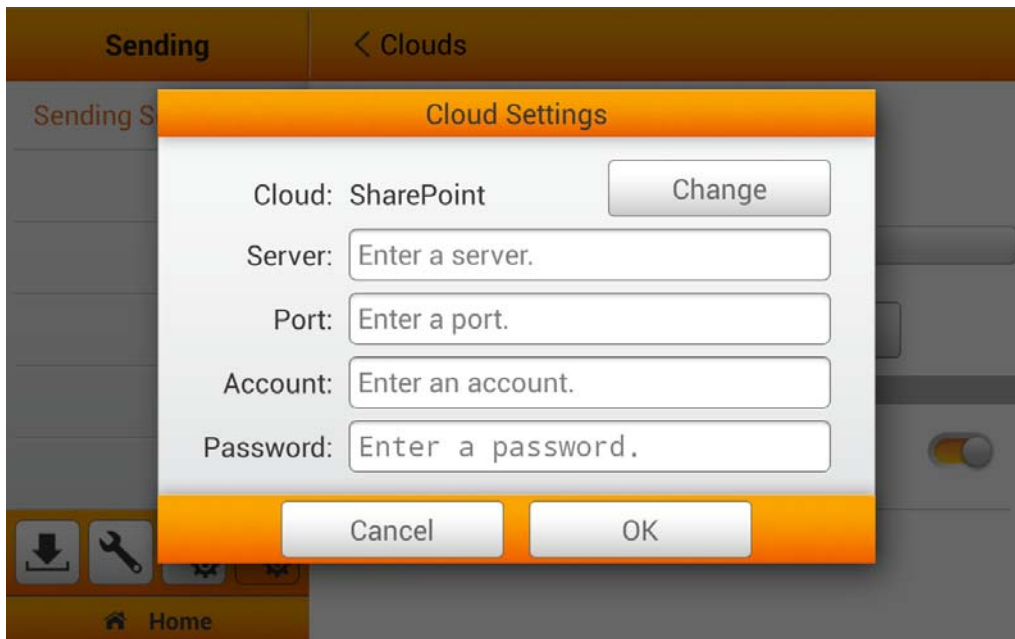 Sending
< Clouds
Sending S
Cloud Settings
Cloud: SharePoint
Change
Server: Enter a server.
Port: Enter a port.
Account: Enter an account.
Password: Enter a password.
Cancel
OK
Home